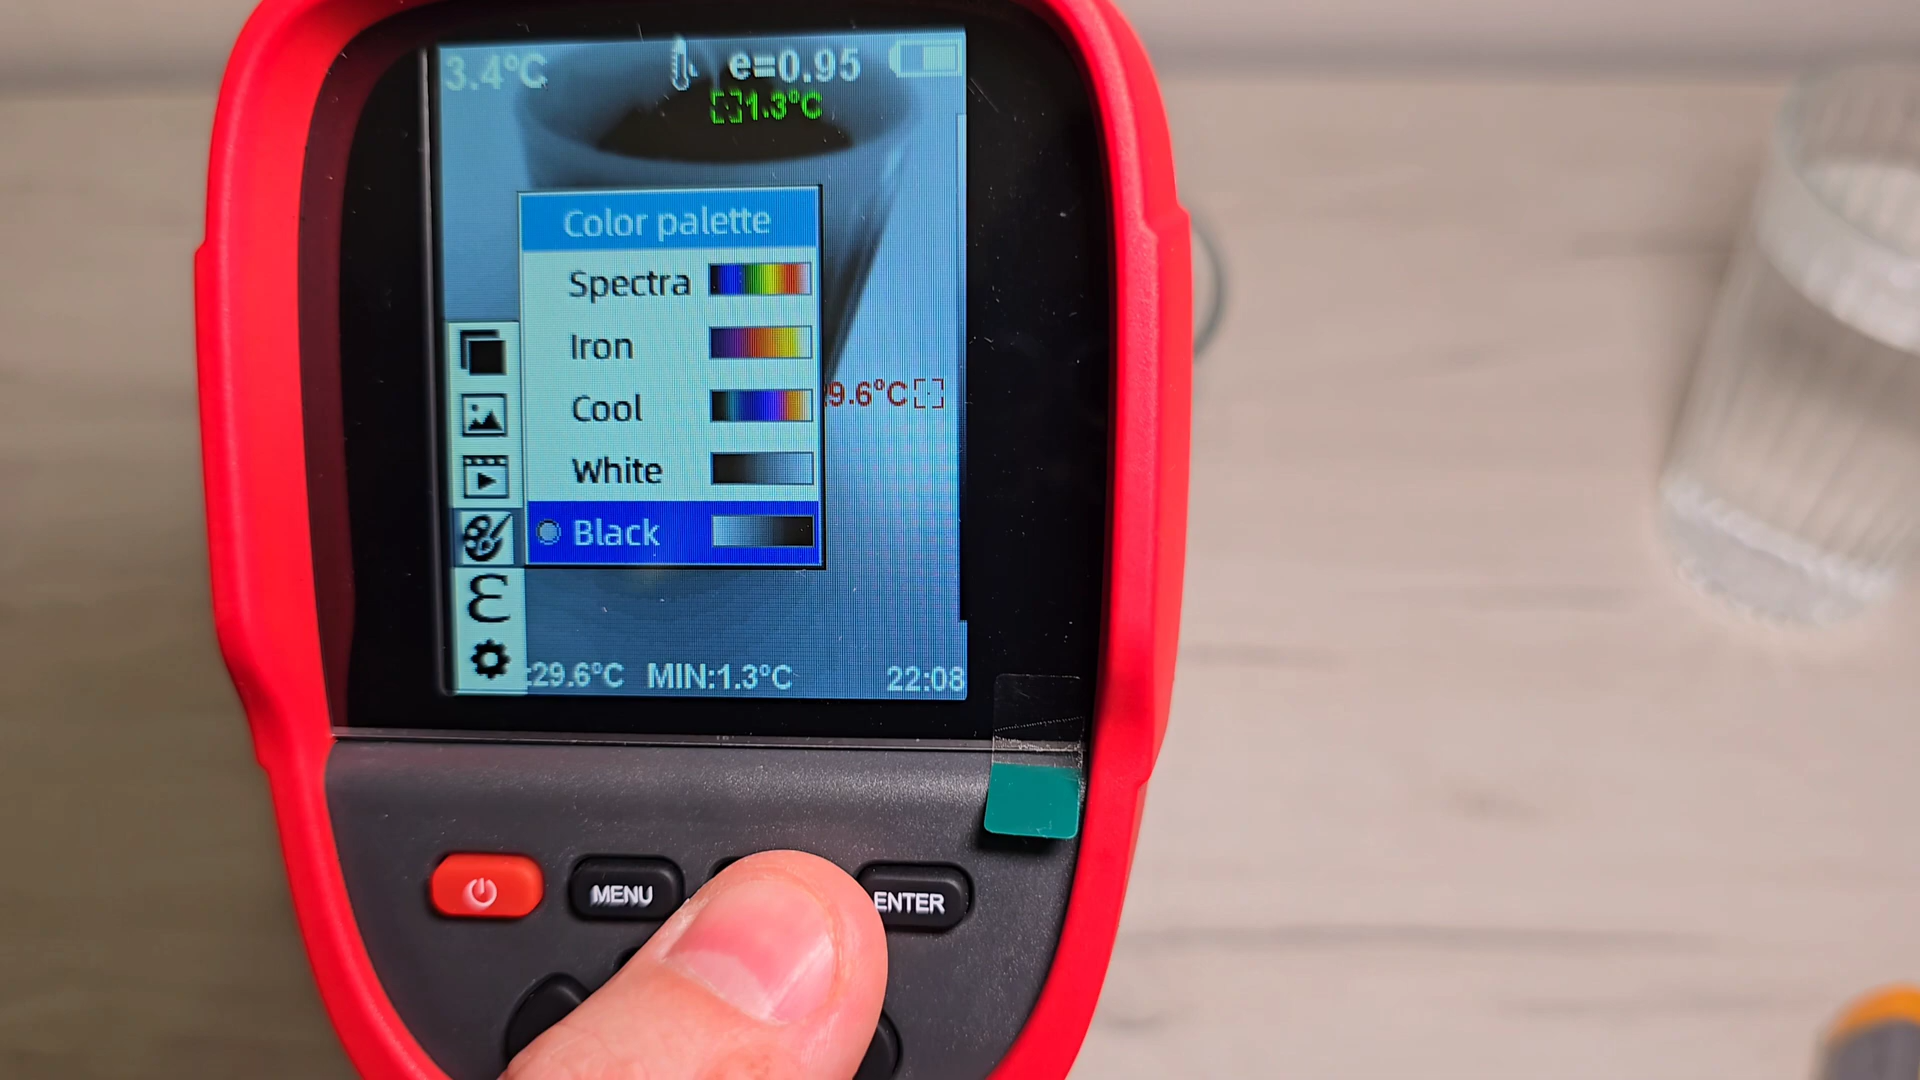 3.4°C e=0.95
1.3°C
Color palette
Spectra
Iron
Cool
White
Black
9.6°C
ε
:29.6°C MIN:1.3°C 22:08
MENU ENTER